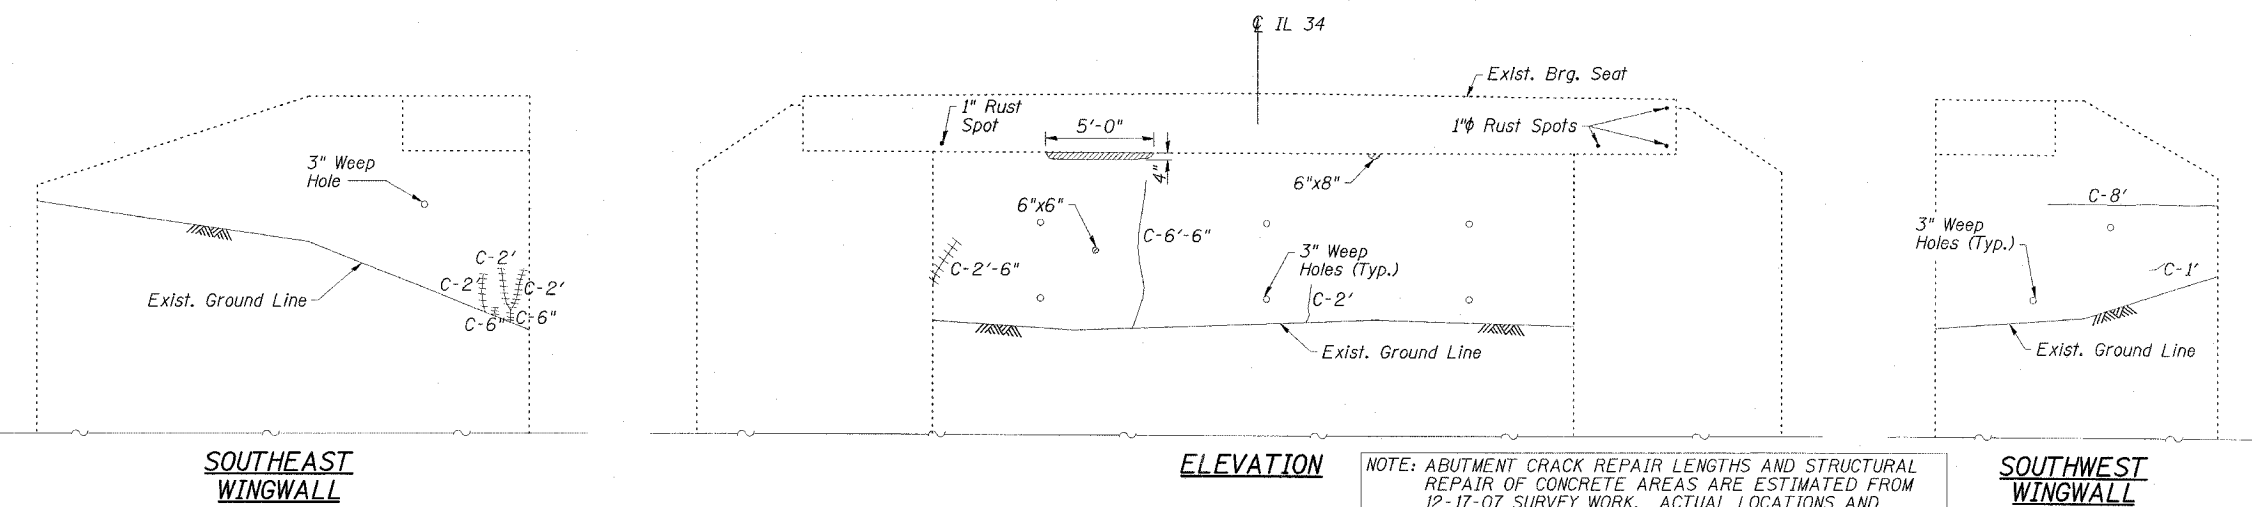 ℄ IL 34
Exist. Brg. Seat
1" Rust
Spot
5'-0"
1"ϕ Rust Spots
3" Weep
Hole
4"
6"x8"
6"x6"
C-6'-6"
C-2'-6"
3" Weep
Holes (Typ.)
C-2'
Exist. Ground Line
C-2'
C-2'
C-2'
C-6"
C-6"
Exist. Ground Line
C-8'
3" Weep
Holes (Typ.)
C-1'
Exist. Ground Line
SOUTHEAST
WINGWALL
ELEVATION
NOTE: ABUTMENT CRACK REPAIR LENGTHS AND STRUCTURAL
REPAIR OF CONCRETE AREAS ARE ESTIMATED FROM
12-17-07 SURVEY WORK. ACTUAL LOCATIONS AND
SOUTHWEST
WINGWALL